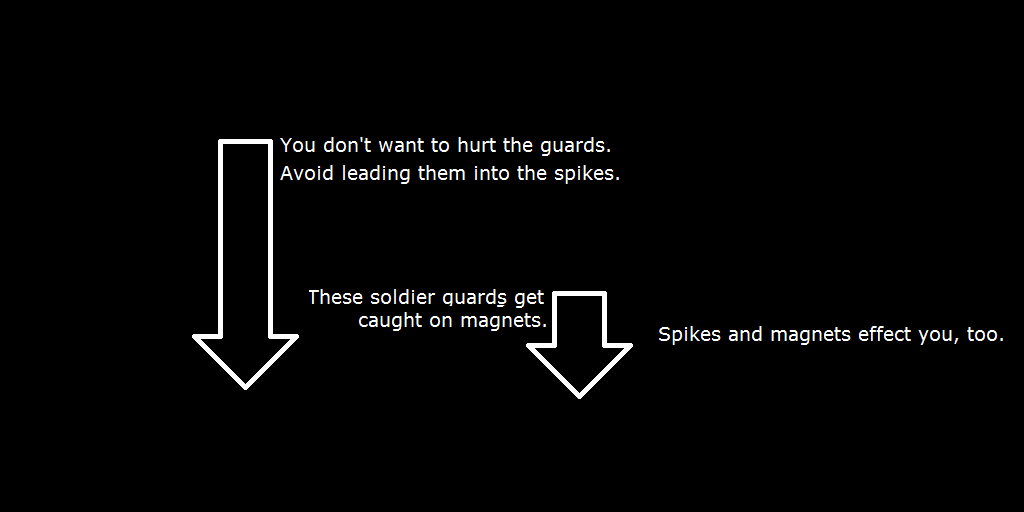 You don't want to hurt the guards.
Avoid leading them into the spikes.
These soldier guards get
caught on magnets.
Spikes and magnets effect you, too.